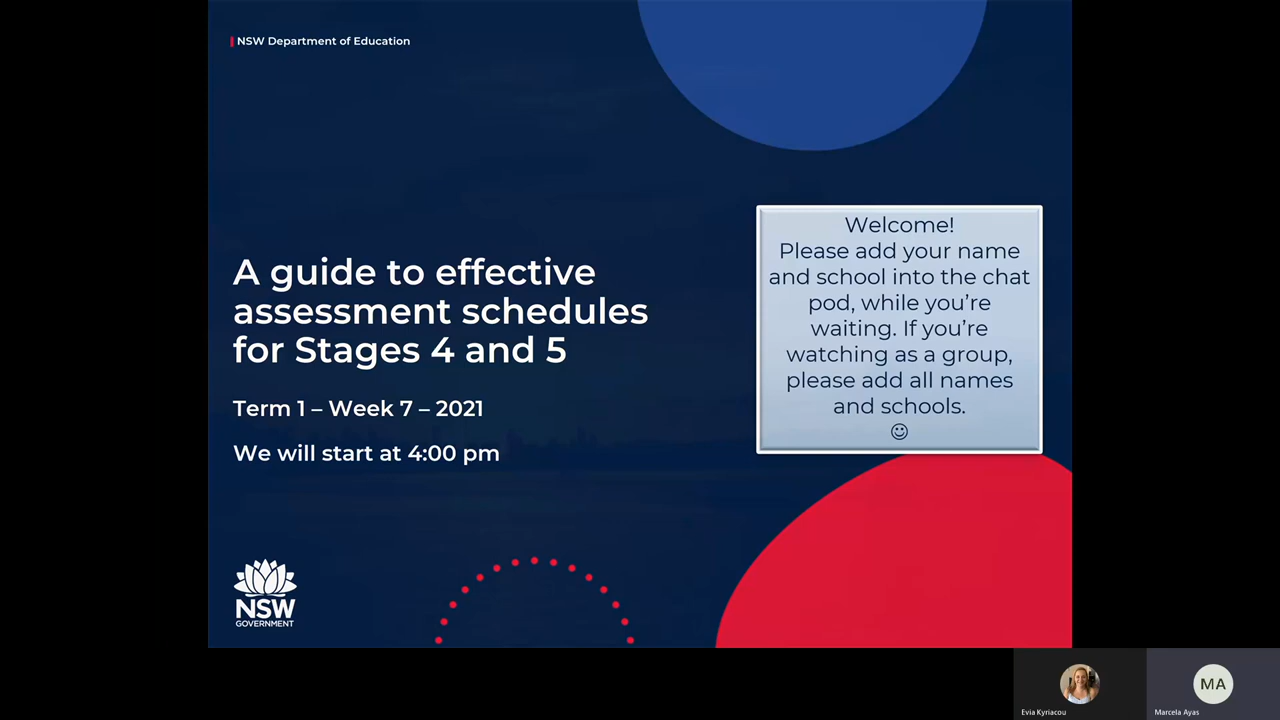 NSW Department of Education
A guide to effective
assessment schedules
for Stages 4 and 5
Term 1 – Week 7 – 2021
We will start at 4:00 pm
Welcome!
Please add your name
and school into the chat
pod, while you're
waiting. If you're
watching as a group,
please add all names
and schools.
☺
NSW
GOVERNMENT
MA
Evia Kyriacou
Marcela Ayas